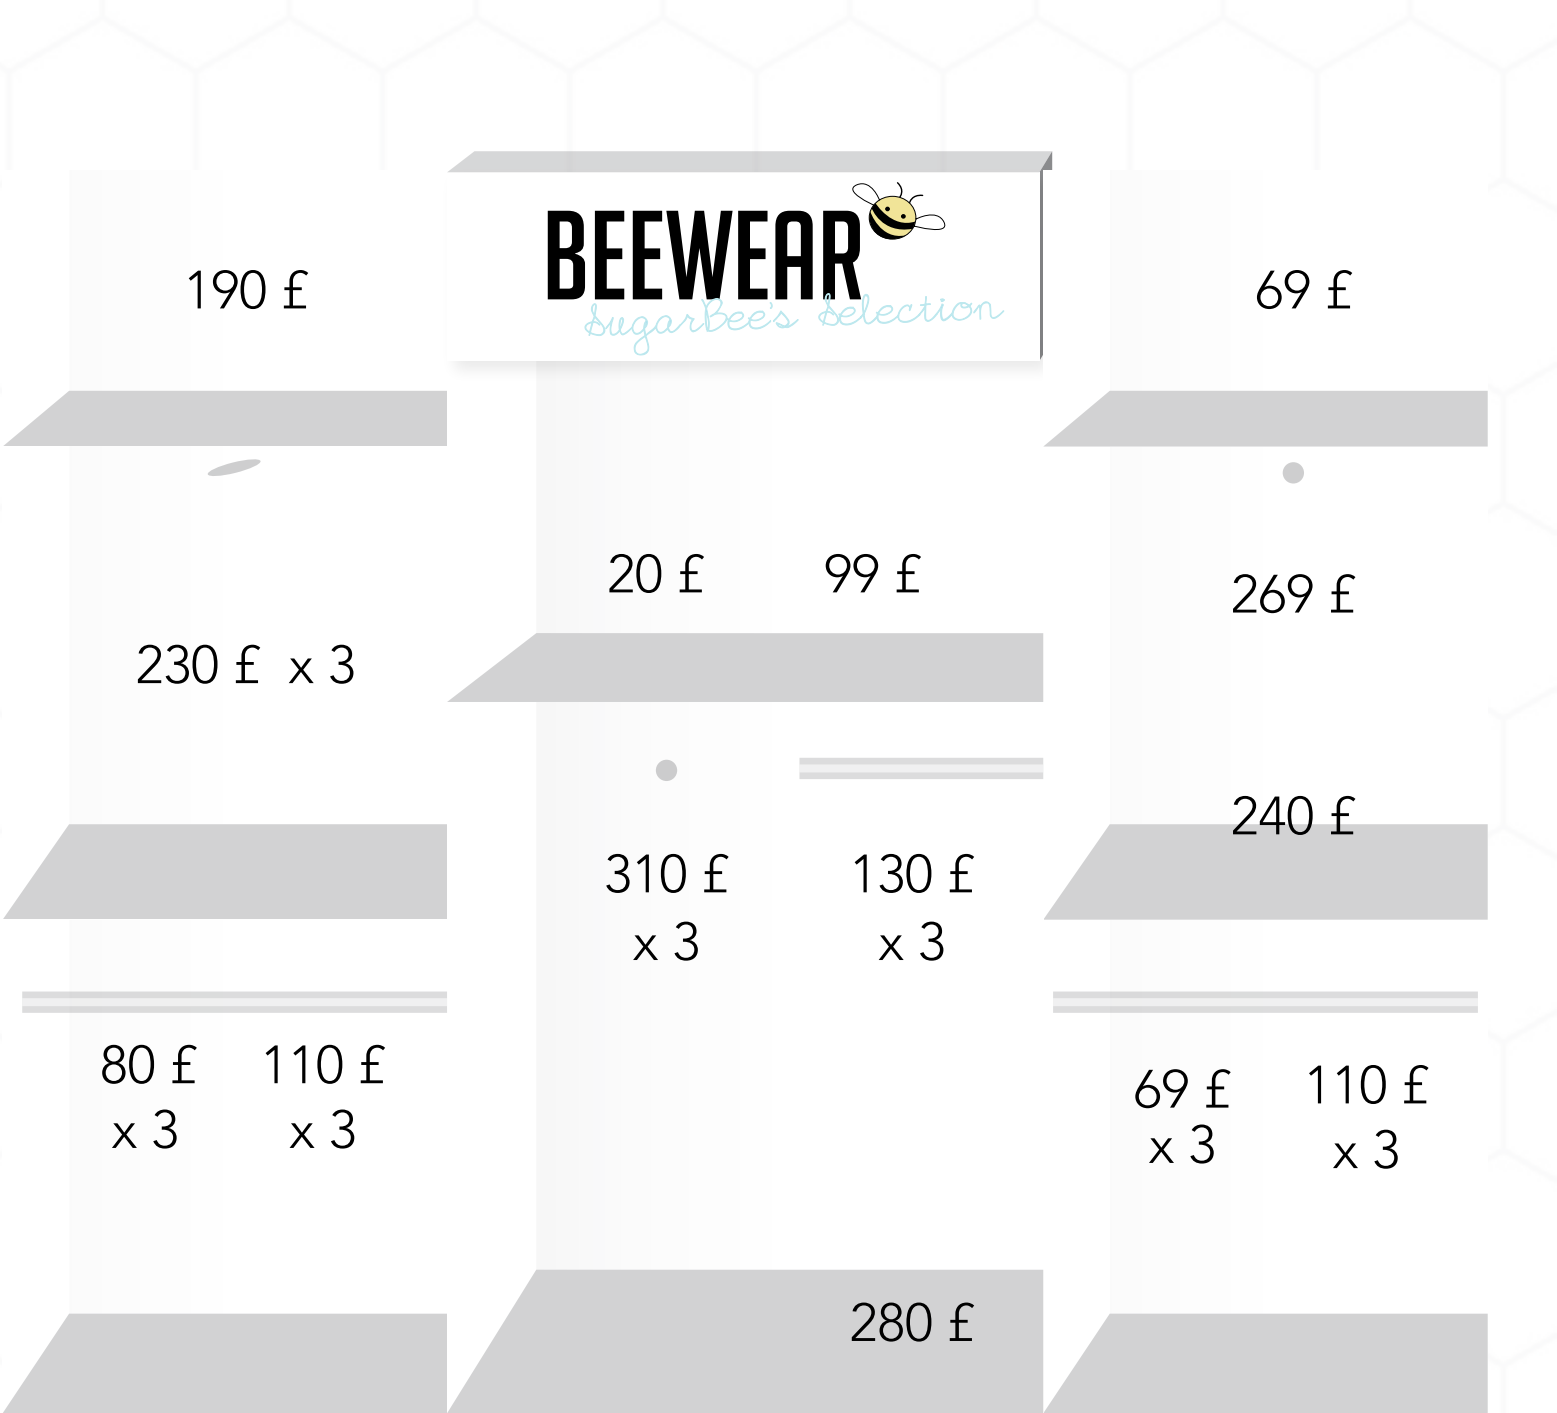 BEEWEAR
SugarBee's Selection
190 £
69 £
20 £ 99 £
269 £
230 £ x 3
240 £
310 £ 130 £
x 3 x 3
80 £ 110 £
x 3 x 3
69 £ 110 £
x 3 x 3
280 £